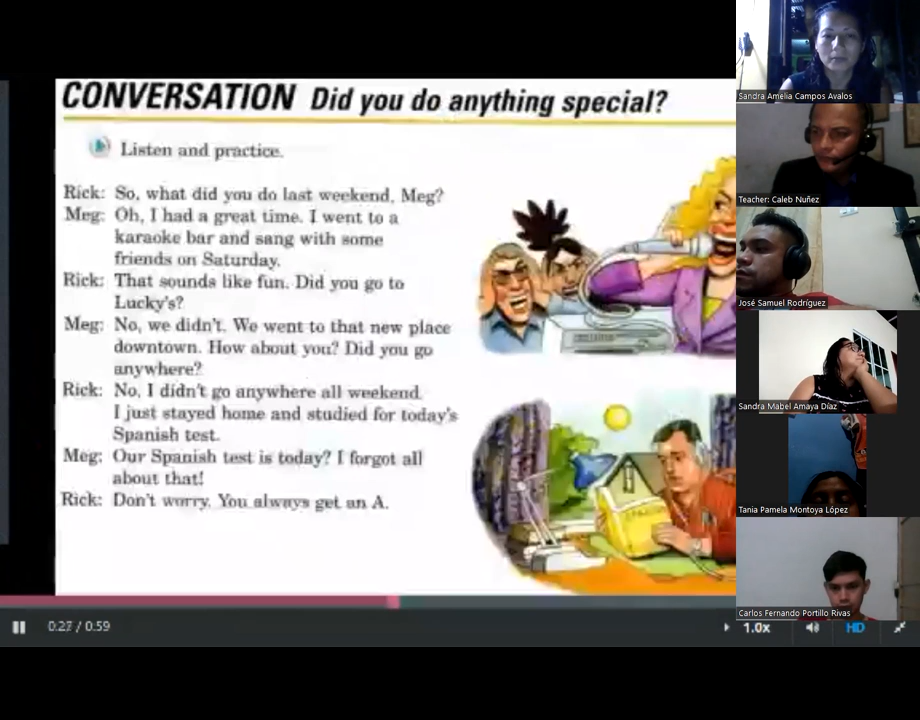 CONVERSATION Did you do anything special?
Listen and practice.
Rick: So, what did you do last weekend, Meg?
Meg: Oh, I had a great time. I went to a
karaoke bar and sang with some
friends on Saturday.
Rick: That sounds like fun. Did you go to
Lucky's?
Meg: No, we didn't. We went to that new place
downtown. How about you? Did you go
anywhere?
Rick: No, I didn't go anywhere all weekend.
I just stayed home and studied for today's
Spanish test.
Meg: Our Spanish test is today? I forgot all
about that!
Rick: Don't worry. You always get an A.
0:27 / 0:59
1.0x
HD
Sandra Amelia Campos Avalos
Teacher: Caleb Nuñez
José Samuel Rodríguez
Sandra Mabel Amaya Díaz
Tania Pamela Montoya López
Carlos Fernando Portillo Rivas